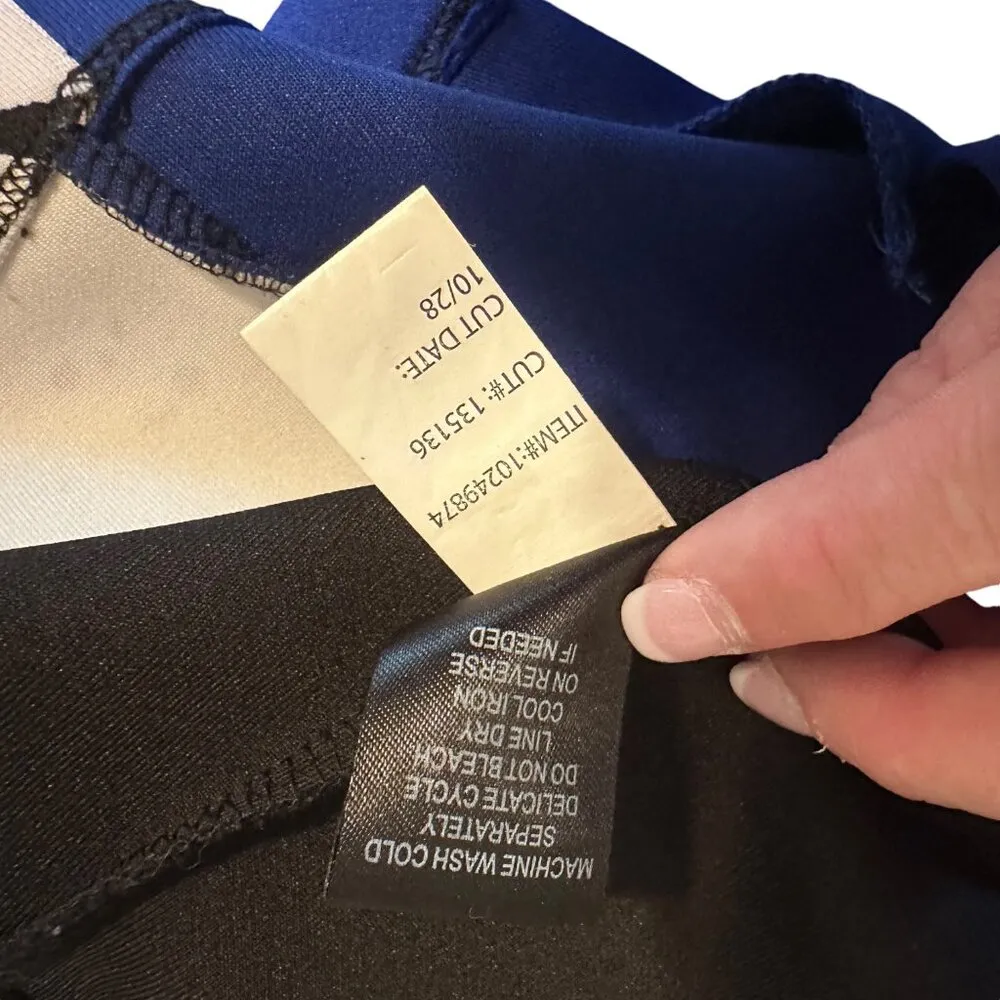 ITEM#:10249874
CUT#: 135136
CUT DATE:
10/28
MACHINE WASH COLD
SEPARATELY
DELICATE CYCLE
DO NOT BLEACH
LINE DRY
COOL IRON
ON REVERSE
IF NEEDED